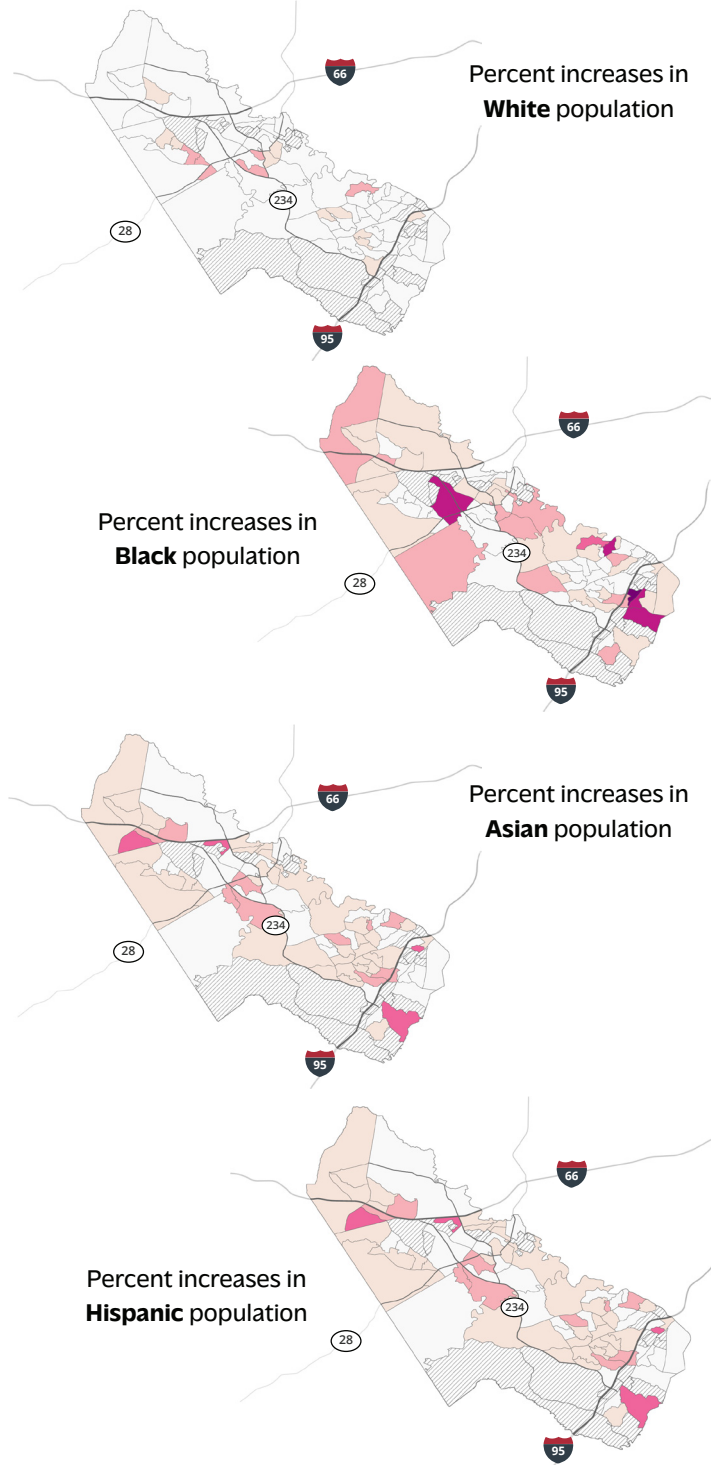 66
Percent increases in
White population
234
28
95
66
Percent increases in
Black population
234
28
95
66
Percent increases in
Asian population
234
28
95
66
Percent increases in
Hispanic population
234
28
95